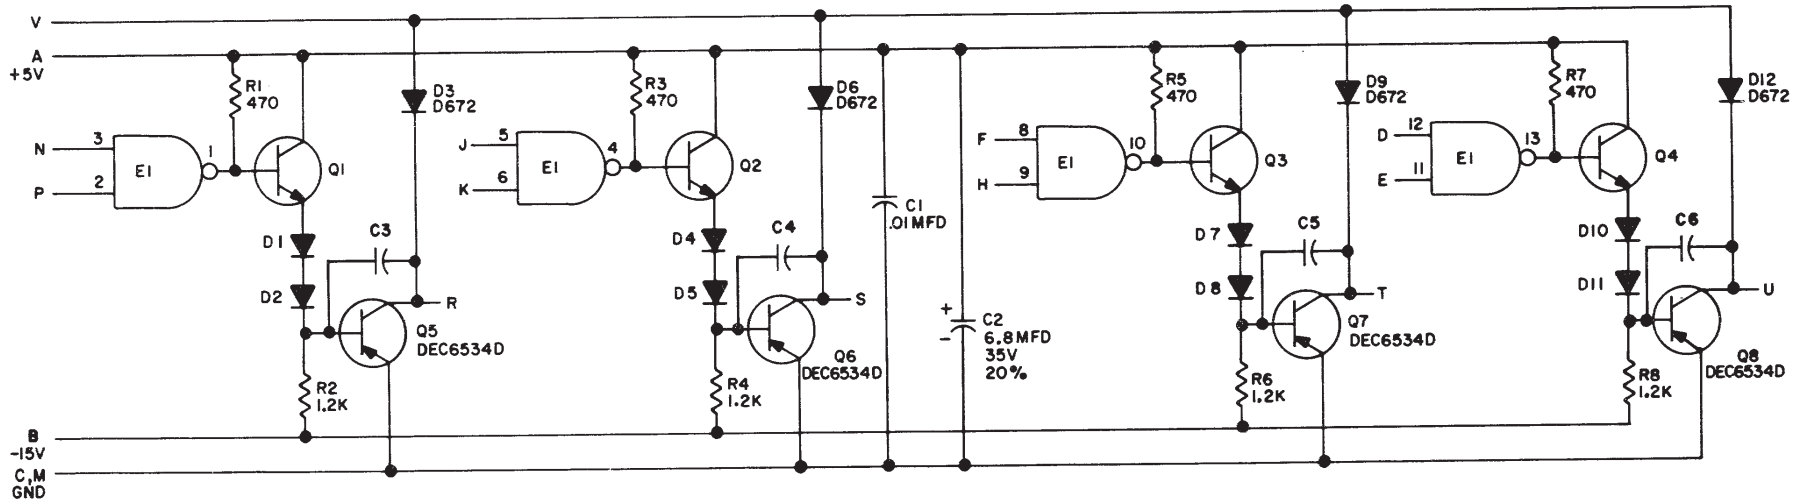 V
A
+5V
R1
470
D3
D672
N
3
P
2
E1
1
Q1
D1
D2
C3
R
Q5
DEC6534D
R2
1.2K
R3
470
D6
D672
J
5
K
6
E1
4
Q2
D4
D5
C4
S
Q6
DEC6534D
R4
1.2K
C1
.01MFD
+
-
C2
6.8MFD
35V
20%
R5
470
D9
D672
F
8
H
9
E1
10
Q3
D7
D8
C5
T
Q7
DEC6534D
R6
1.2K
R7
470
D12
D672
D
12
E
11
E1
13
Q4
D10
D11
C6
U
Q8
DEC6534D
R8
1.2K
B
-15V
C,M
GND